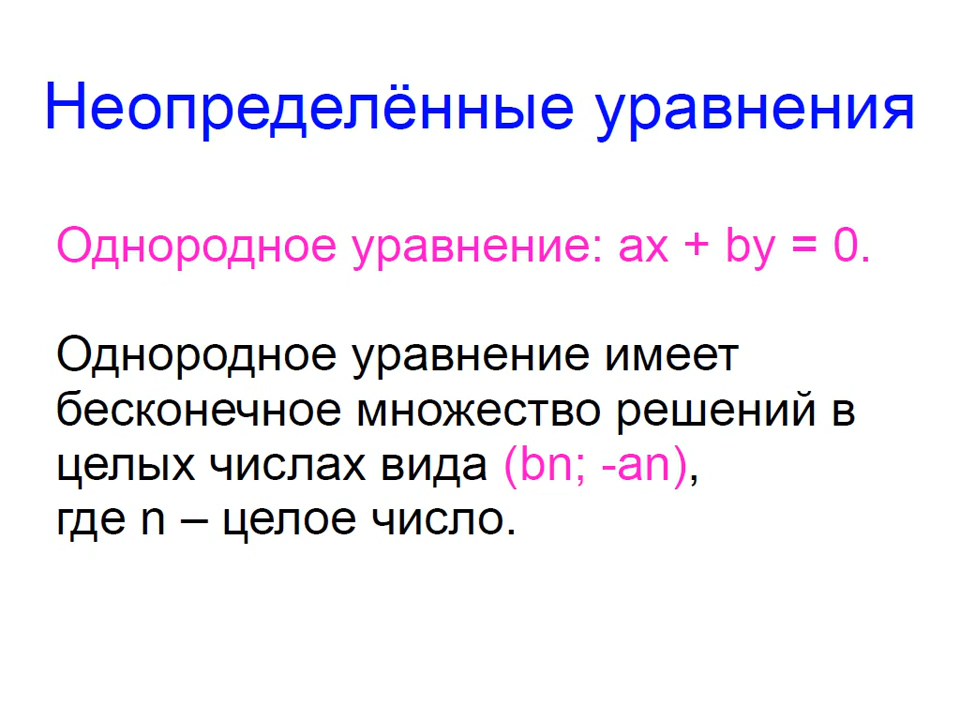 Неопределённые уравнения
Однородное уравнение: ax + by = 0.
Однородное уравнение имеет
бесконечное множество решений в
целых числах вида (bn; -an),
где n – целое число.